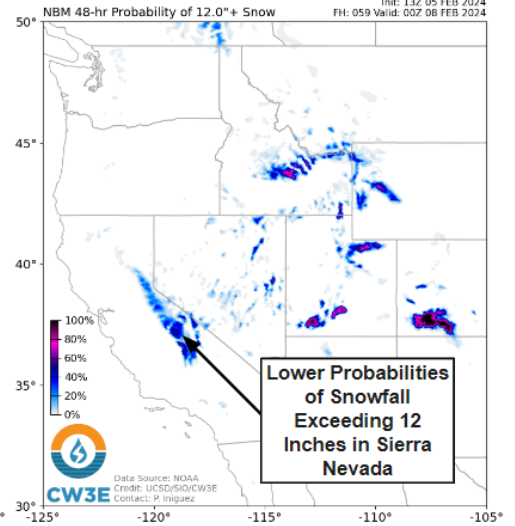 Init: 13Z 05 FEB 2024
NBM 48-hr Probability of 12.0"+ Snow
FH: 059 Valid: 00Z 08 FEB 2024
50°
45°
40°
100%
80%
60%
40%
20%
0%
35°
Lower Probabilities
of Snowfall
Exceeding 12
Inches in Sierra
Nevada
CW3E
Data Source: NOAA
Credit: UCSD/SIO/CW3E
Contact: P. Iniguez
30°
-125°
-120°
-115°
-110°
-105°